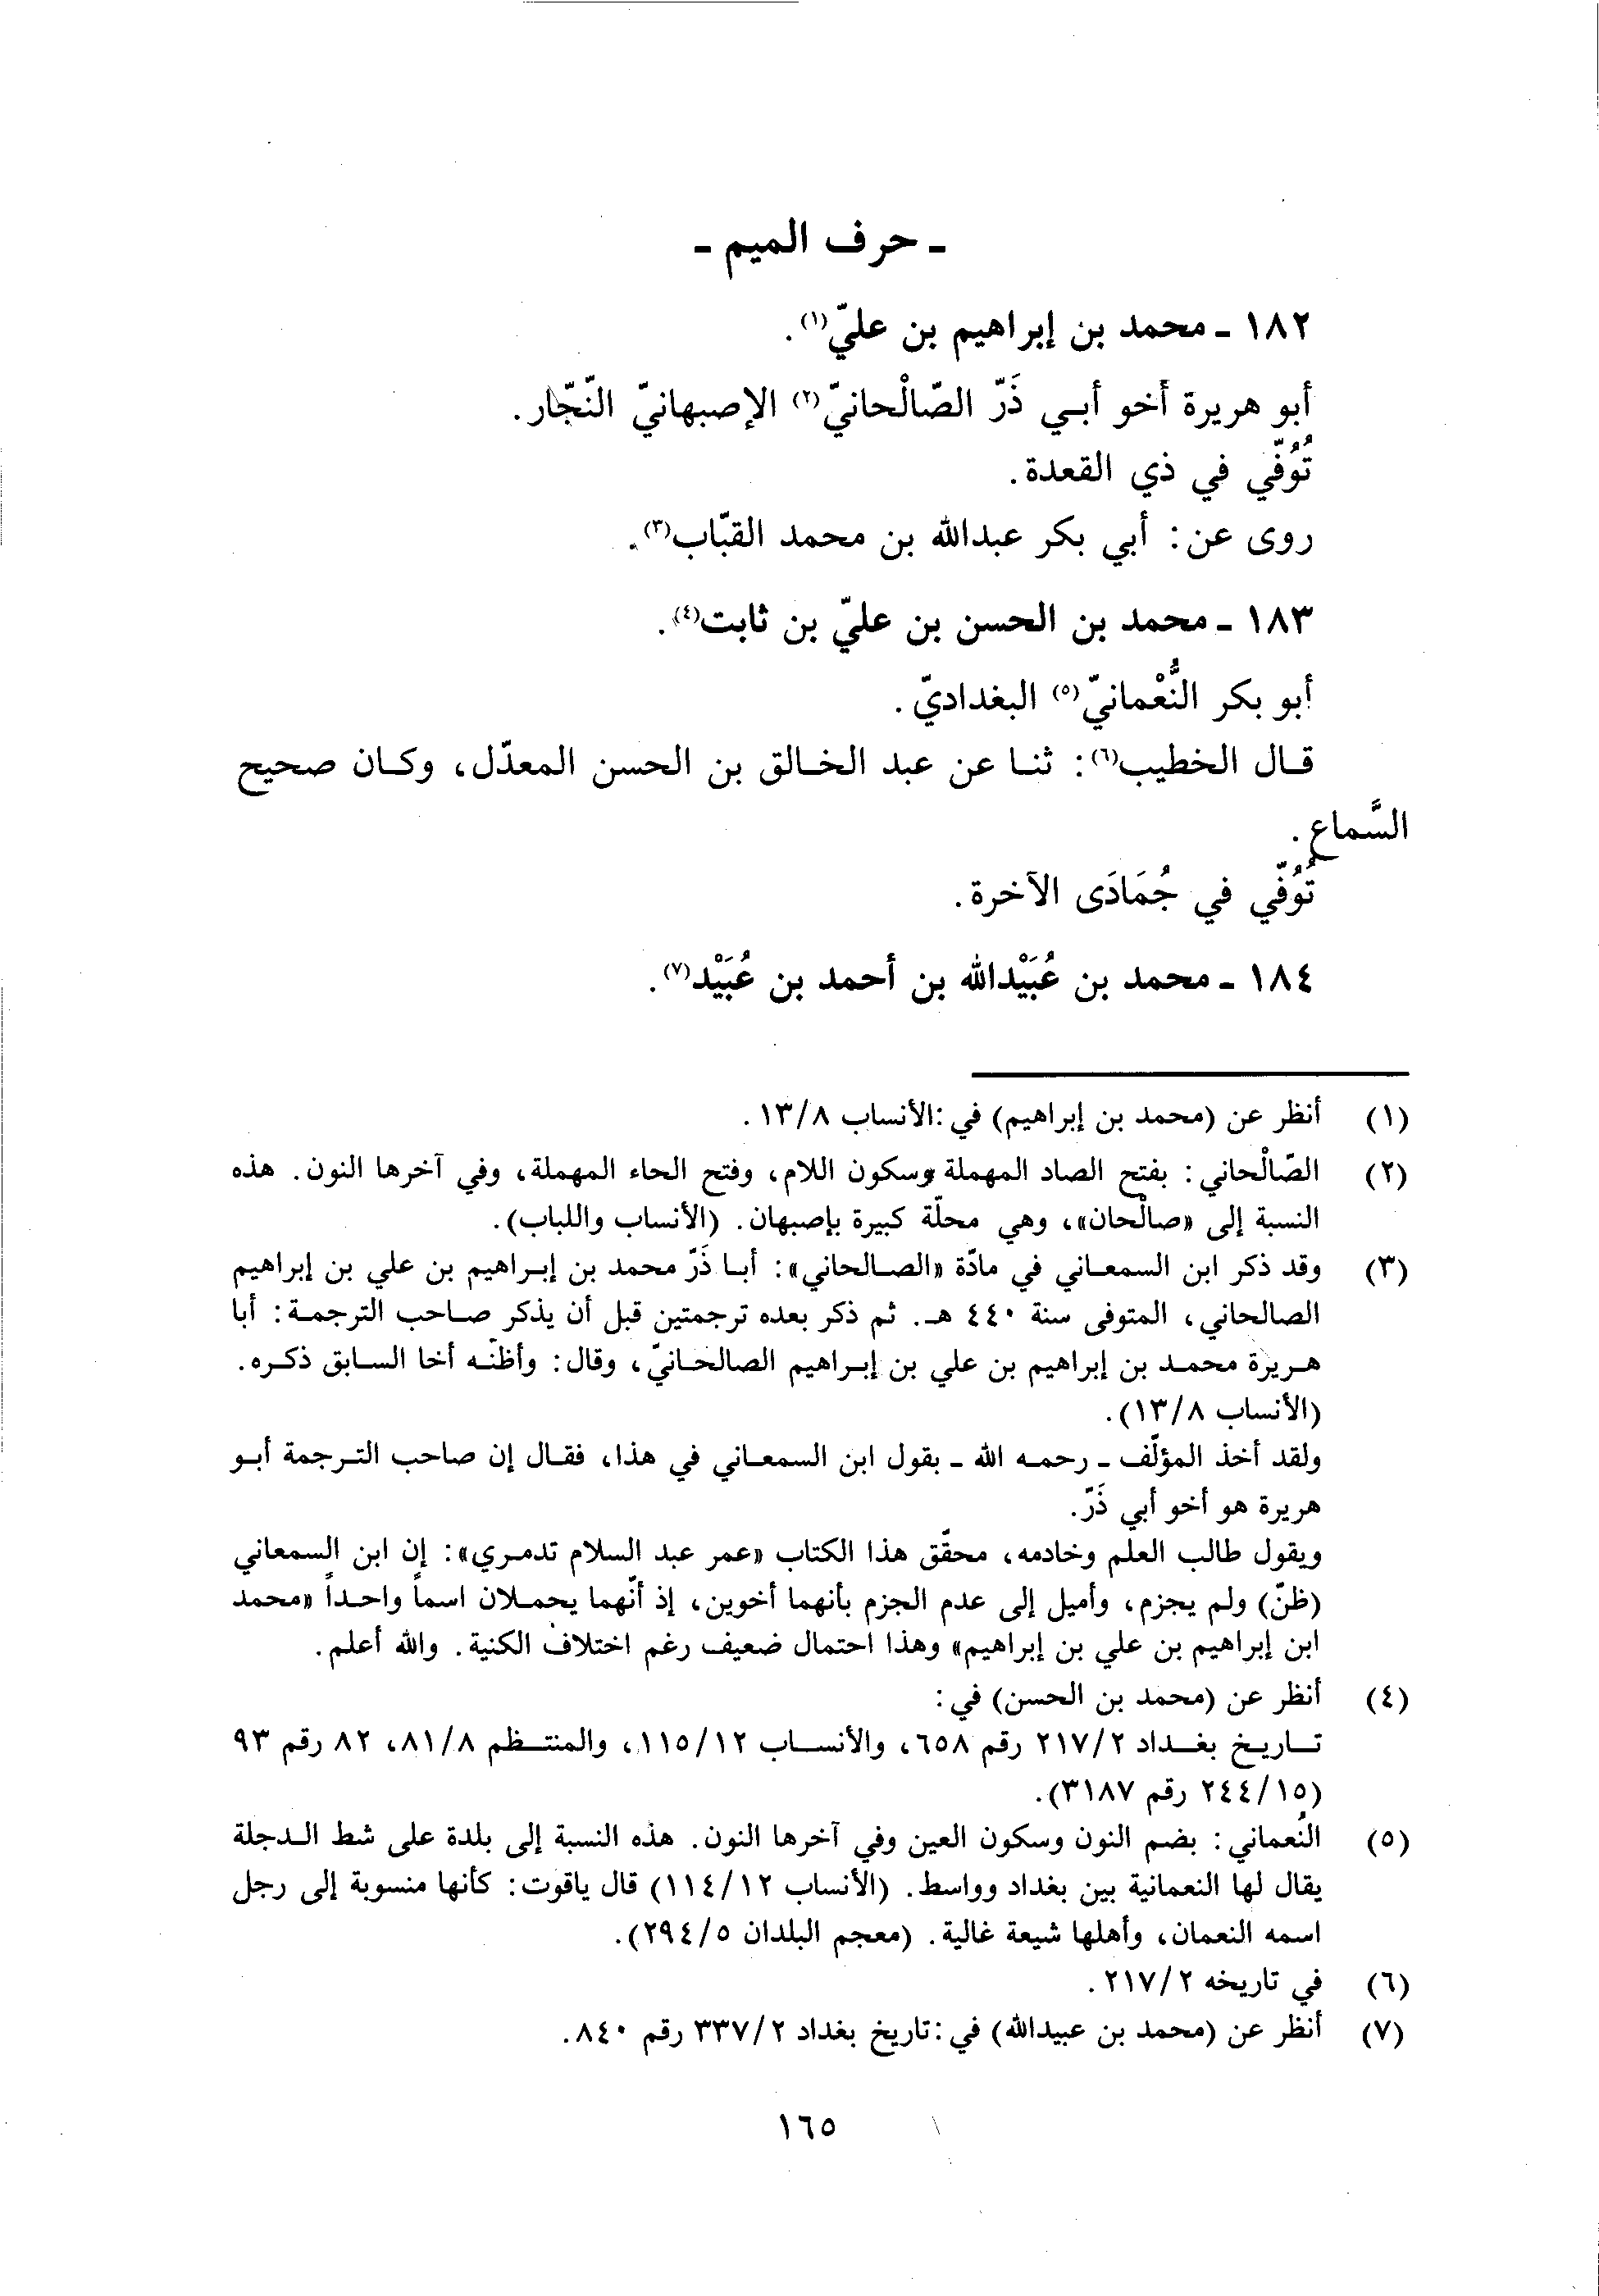 ـ حرف الميم ـ
١٨٢ ـ محمد بن إبراهيم بن عليّ(١).
أبو هريرة أخو أبي ذَرّ الصّالْحانيّ(٢) الإصبهانيّ النّجّار.
تُوُفّي في ذي القعدة.
روى عن: أبي بكر عبدالله بن محمد القبّاب(٣).
١٨٣ ـ محمد بن الحسن بن عليّ بن ثابت(٤).
أبو بكر النُّعْمانيّ(٥) البغداديّ.
قال الخطيب(٦): ثنا عن عبد الخالق بن الحسن المعدّل، وكان صحيح
السَّماع.
تُوُفّي في جُمَادَى الآخرة.
١٨٤ ـ محمد بن عُبَيْدالله بن أحمد بن عُبَيْد(٧).
(١) أنظر عن (محمد بن إبراهيم) في: الأنساب ١٣/٨.
(٢) الصّالْحاني: بفتح الصاد المهملة وسكون اللام، وفتح الحاء المهملة، وفي آخرها النون. هذه
النسبة إلى «صالْحان»، وهي محلّة كبيرة بإصبهان. (الأنساب واللباب).
(٣) وقد ذكر ابن السمعاني في مادّة «الصالحاني»: أبا ذَرّ محمد بن إبراهيم بن علي بن إبراهيم
الصالحاني، المتوفى سنة ٤٤٠ هـ. ثم ذكر بعده ترجمتين قبل أن يذكر صاحب الترجمة: أبا
هريرة محمد بن إبراهيم بن علي بن إبراهيم الصالحانيّ، وقال: وأظنّه أخا السابق ذكره.
(الأنساب ١٣/٨).
ولقد أخذ المؤلّف ـ رحمه الله ـ بقول ابن السمعاني في هذا، فقال إن صاحب الترجمة أبو
هريرة هو أخو أبي ذَرّ.
ويقول طالب العلم وخادمه، محقّق هذا الكتاب «عمر عبد السلام تدمري»: إن ابن السمعاني
(ظنّ) ولم يجزم، وأميل إلى عدم الجزم بأنهما أخوين، إذ أنّهما يحملان اسماً واحداً «محمد
ابن إبراهيم بن علي بن إبراهيم» وهذا احتمال ضعيف رغم اختلاف الكنية. والله أعلم.
(٤) أنظر عن (محمد بن الحسن) في:
تاريخ بغداد ٢١٧/٢ رقم ٦٥٨، والأنساب ١١٥/١٢، والمنتظم ٨١/٨، ٨٢ رقم ٩٣
(٢٤٤/١٥ رقم ٣١٨٧).
(٥) النُعماني: بضم النون وسكون العين وفي آخرها النون. هذه النسبة إلى بلدة على شط الدجلة
يقال لها النعمانية بين بغداد وواسط. (الأنساب ١١٤/١٢) قال ياقوت: كأنها منسوبة إلى رجل
اسمه النعمان، وأهلها شيعة غالية. (معجم البلدان ٢٩٤/٥).
(٦) في تاريخه ٢١٧/٢.
(٧) أنظر عن (محمد بن عبيدالله) في: تاريخ بغداد ٣٣٧/٢ رقم ٨٤٠.
١٦٥